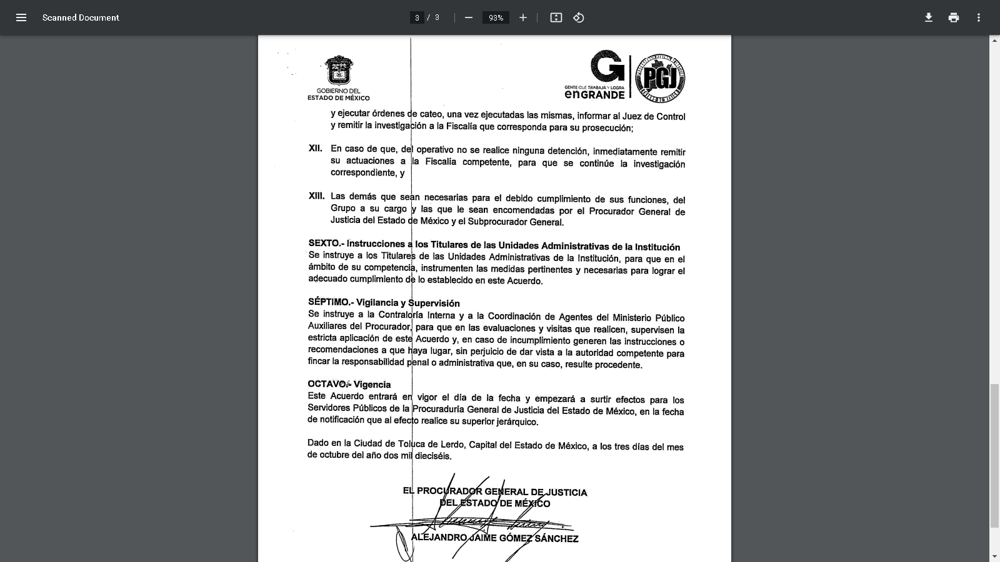 Scanned Document
3 / 3
93%
GOBIERNO DEL
ESTADO DE MÉXICO
GENTE QUE TRABAJA Y LOGRA
enGRANDE
PGJ
y ejecutar órdenes de cateo, una vez ejecutadas las mismas, informar al Juez de Control
y remitir la investigación a la Fiscalía que corresponda para su prosecución;
XII. En caso de que, del operativo no se realice ninguna detención, inmediatamente remitir
su actuaciones a la Fiscalía competente, para que se continúe la investigación
correspondiente, y
XIII. Las demás que sean necesarias para el debido cumplimiento de sus funciones, del
Grupo a su cargo y las que le sean encomendadas por el Procurador General de
Justicia del Estado de México y el Subprocurador General.
SEXTO.- Instrucciones a los Titulares de las Unidades Administrativas de la Institución
Se instruye a los Titulares de las Unidades Administrativas de la Institución, para que en el
ámbito de su competencia, instrumenten las medidas pertinentes y necesarias para lograr el
adecuado cumplimiento de lo establecido en este Acuerdo.
SÉPTIMO.- Vigilancia y Supervisión
Se instruye a la Contraloría Interna y a la Coordinación de Agentes del Ministerio Público
Auxiliares del Procurador, para que en las evaluaciones y visitas que realicen, supervisen la
estricta aplicación de este Acuerdo y, en caso de incumplimiento generen las instrucciones o
recomendaciones a que haya lugar, sin perjuicio de dar vista a la autoridad competente para
fincar la responsabilidad penal o administrativa que, en su caso, resulte procedente.
OCTAVO.- Vigencia
Este Acuerdo entrará en vigor el día de la fecha y empezará a surtir efectos para los
Servidores Públicos de la Procuraduría General de Justicia del Estado de México, en la fecha
de notificación que al efecto realice su superior jerárquico.
Dado en la Ciudad de Toluca de Lerdo, Capital del Estado de México, a los tres días del mes
de octubre del año dos mil dieciséis.
EL PROCURADOR GENERAL DE JUSTICIA
DEL ESTADO DE MÉXICO
ALEJANDRO JAIME GÓMEZ SÁNCHEZ